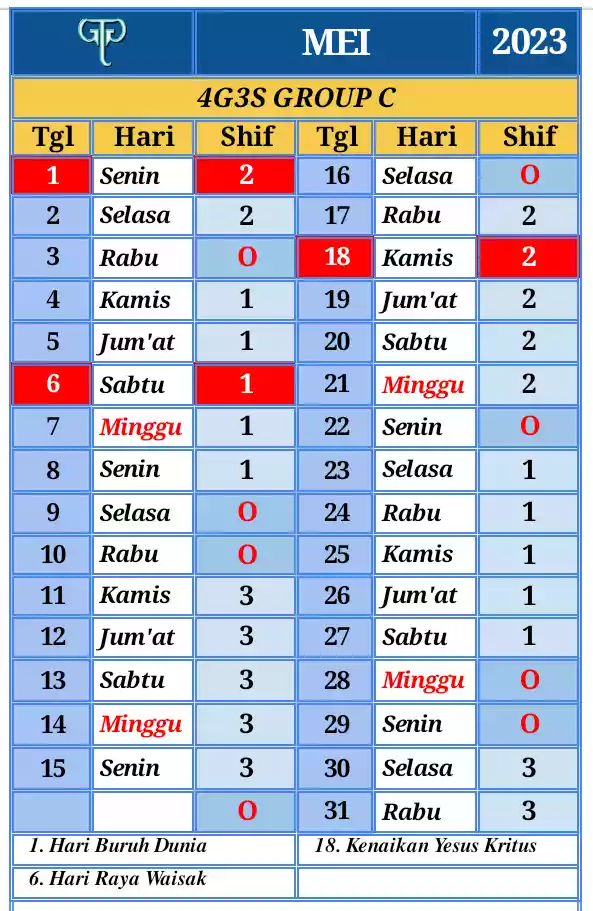 GTP
MEI 2023
4G3S GROUP C
Tgl Hari Shif Tgl Hari Shif
1 Senin 2 16 Selasa O
2 Selasa 2 17 Rabu 2
3 Rabu O 18 Kamis 2
4 Kamis 1 19 Jum'at 2
5 Jum'at 1 20 Sabtu 2
6 Sabtu 1 21 Minggu 2
7 Minggu 1 22 Senin O
8 Senin 1 23 Selasa 1
9 Selasa O 24 Rabu 1
10 Rabu O 25 Kamis 1
11 Kamis 3 26 Jum'at 1
12 Jum'at 3 27 Sabtu 1
13 Sabtu 3 28 Minggu O
14 Minggu 3 29 Senin O
15 Senin 3 30 Selasa 3
O 31 Rabu 3
1. Hari Buruh Dunia 18. Kenaikan Yesus Kritus
6. Hari Raya Waisak